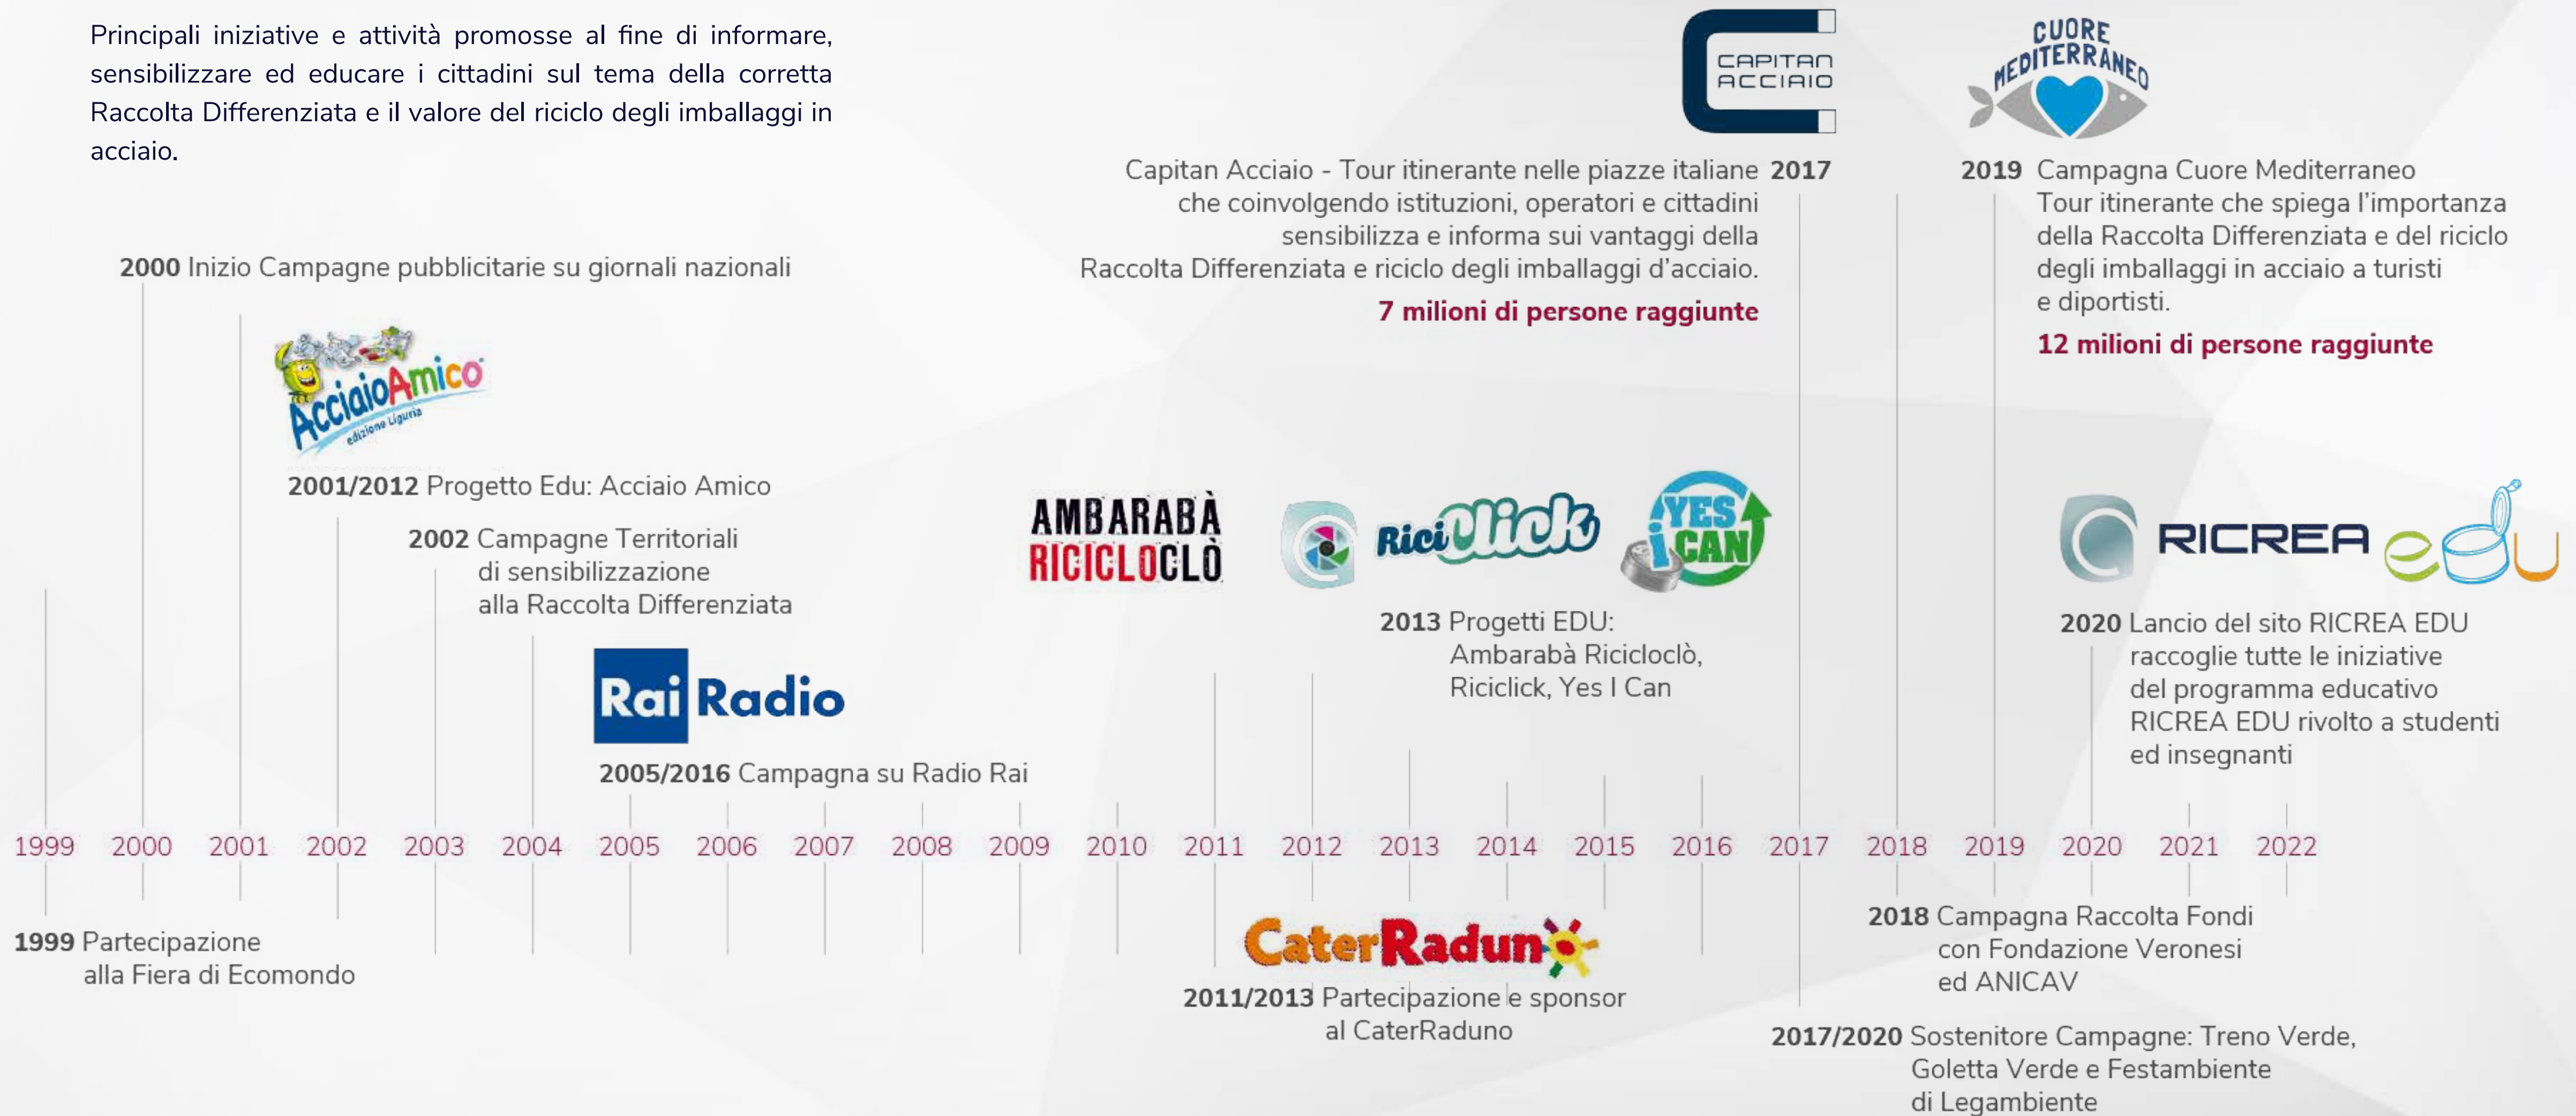 Principali iniziative e attività promosse al fine di informare,
sensibilizzare ed educare i cittadini sul tema della corretta
Raccolta Differenziata e il valore del riciclo degli imballaggi in
acciaio.
CAPITAN
ACCIAIO
CUORE
MEDITERRANEO
Capitan Acciaio - Tour itinerante nelle piazze italiane 2017
che coinvolgendo istituzioni, operatori e cittadini
sensibilizza e informa sui vantaggi della
Raccolta Differenziata e riciclo degli imballaggi d'acciaio.
7 milioni di persone raggiunte
2019 Campagna Cuore Mediterraneo
Tour itinerante che spiega l'importanza
della Raccolta Differenziata e del riciclo
degli imballaggi in acciaio a turisti
e diportisti.
12 milioni di persone raggiunte
2000 Inizio Campagne pubblicitarie su giornali nazionali
AcciaioAmico
edizione Liguria
2001/2012 Progetto Edu: Acciaio Amico
2002 Campagne Territoriali
di sensibilizzazione
alla Raccolta Differenziata
Rai Radio
2005/2016 Campagna su Radio Rai
AMBARABÀ
RICICLOCLÒ
RiciClick
YES
i CAN
2013 Progetti EDU:
Ambarabà Ricicloclò,
Riciclick, Yes I Can
RICREA edu
2020 Lancio del sito RICREA EDU
raccoglie tutte le iniziative
del programma educativo
RICREA EDU rivolto a studenti
ed insegnanti
1999 2000 2001 2002 2003 2004 2005 2006 2007 2008 2009 2010 2011 2012 2013 2014 2015 2016 2017 2018 2019 2020 2021 2022
1999 Partecipazione
alla Fiera di Ecomondo
CaterRaduno
2011/2013 Partecipazione e sponsor
al CaterRaduno
2018 Campagna Raccolta Fondi
con Fondazione Veronesi
ed ANICAV
2017/2020 Sostenitore Campagne: Treno Verde,
Goletta Verde e Festambiente
di Legambiente